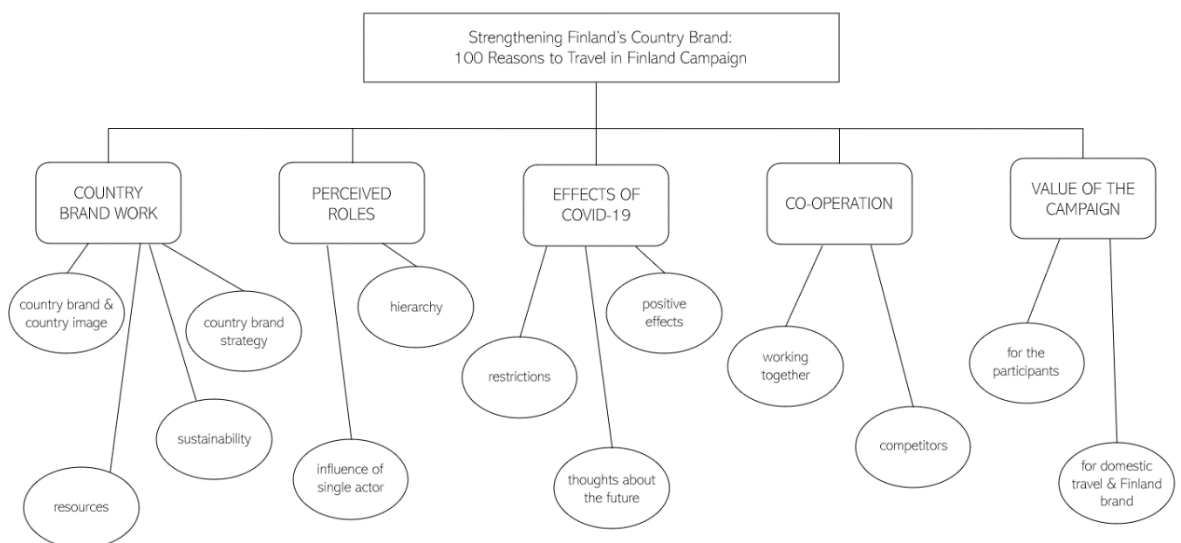 Strengthening Finland's Country Brand:
100 Reasons to Travel in Finland Campaign
COUNTRY
BRAND WORK
PERCEIVED
ROLES
EFFECTS OF
COVID-19
CO-OPERATION
VALUE OF THE
CAMPAIGN
country brand &
country image
country brand
strategy
sustainability
resources
hierarchy
influence of
single actor
positive
effects
restrictions
thoughts about
the future
working
together
competitors
for the
participants
for domestic
travel & Finland
brand